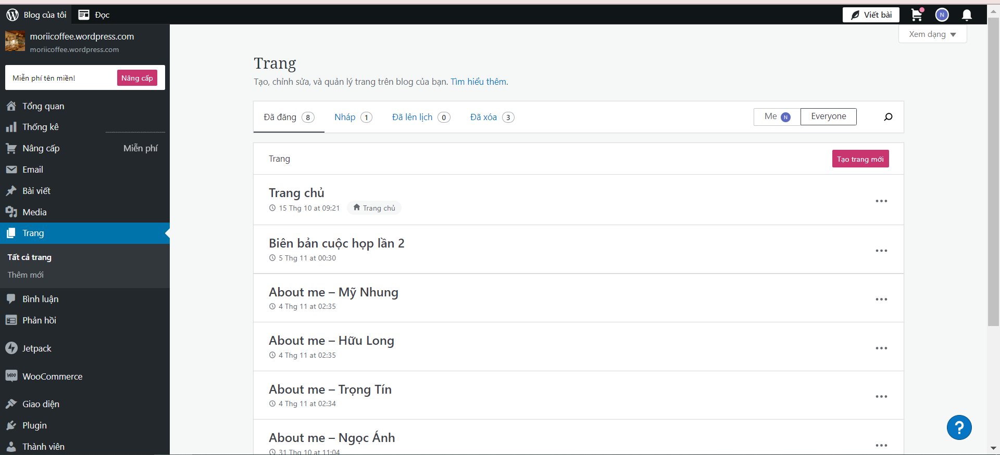 Blog của tôi
Đọc
Viết bài
N
moriicoffee.wordpress.com
moriicoffee.wordpress.com
Miễn phí tên miền!
Nâng cấp
Tổng quan
Thống kê
Nâng cấp
Miễn phí
Email
Bài viết
Media
Trang
Tất cả trang
Thêm mới
Bình luận
Phản hồi
Jetpack
Woo
WooCommerce
Giao diện
Plugin
Thành viên
Xem dạng
Trang
Tạo, chỉnh sửa, và quản lý trang trên blog của bạn. Tìm hiểu thêm.
Đã đăng 8
Nháp 1
Đã lên lịch 0
Đã xóa 3
Me N
Everyone
Trang
Tạo trang mới
Trang chủ
15 Thg 10 at 09:21
Trang chủ
Biên bản cuộc họp lần 2
5 Thg 11 at 00:30
About me – Mỹ Nhung
4 Thg 11 at 02:35
About me – Hữu Long
4 Thg 11 at 02:35
About me – Trọng Tín
4 Thg 11 at 02:34
About me – Ngọc Ánh
31 Thg 10 at 11:04
?